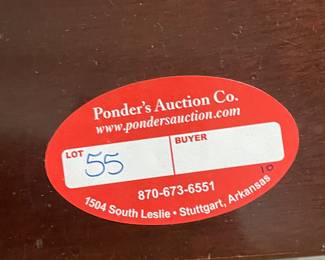 Ponder's Auction Co.
www.pondersauction.com
LOT 55 BUYER
10
870-673-6551
1504 South Leslie • Stuttgart, Arkansas